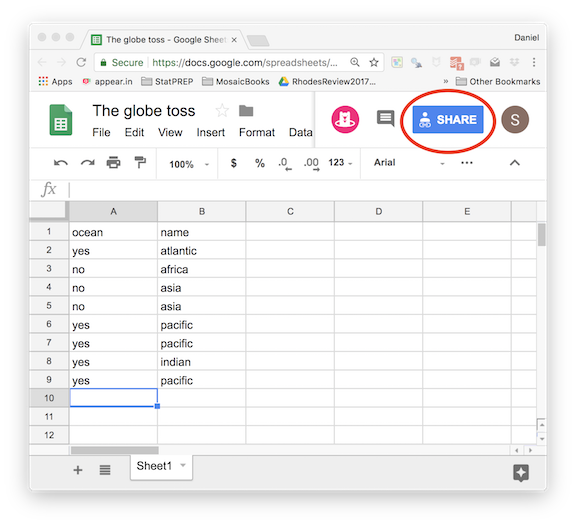 Daniel
The globe toss - Google Sheet
Secure https://docs.google.com/spreadsheets/...
Apps appear.in StatPREP MosaicBooks RhodesReview2017... » Other Bookmarks
The globe toss
SHARE S
File Edit View Insert Format Data
100% $ % .0 .00 123 Arial
fx
A B C D E
1 ocean name
2 yes atlantic
3 no africa
4 no asia
5 no asia
6 yes pacific
7 yes pacific
8 yes indian
9 yes pacific
10
11
12
Sheet1